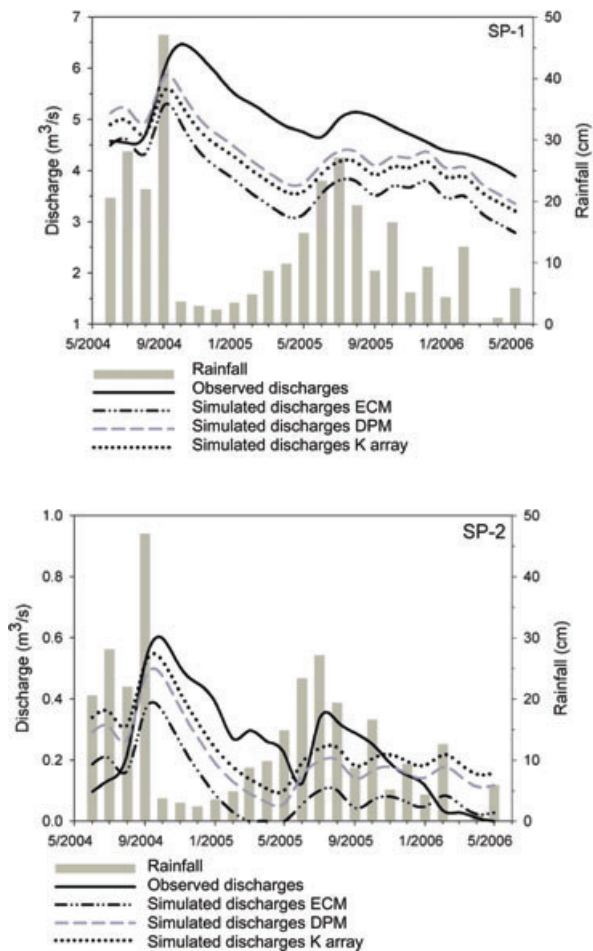 SP-1
7
6
5
4
3
2
1
Discharge (m³/s)
50
40
30
20
10
0
Rainfall (cm)
5/2004 9/2004 1/2005 5/2005 9/2005 1/2006 5/2006
Rainfall
Observed discharges
Simulated discharges ECM
Simulated discharges DPM
Simulated discharges K array
SP-2
1.0
0.8
0.6
0.4
0.2
0.0
Discharge (m³/s)
50
40
30
20
10
0
Rainfall (cm)
5/2004 9/2004 1/2005 5/2005 9/2005 1/2006 5/2006
Rainfall
Observed discharges
Simulated discharges ECM
Simulated discharges DPM
Simulated discharges K array